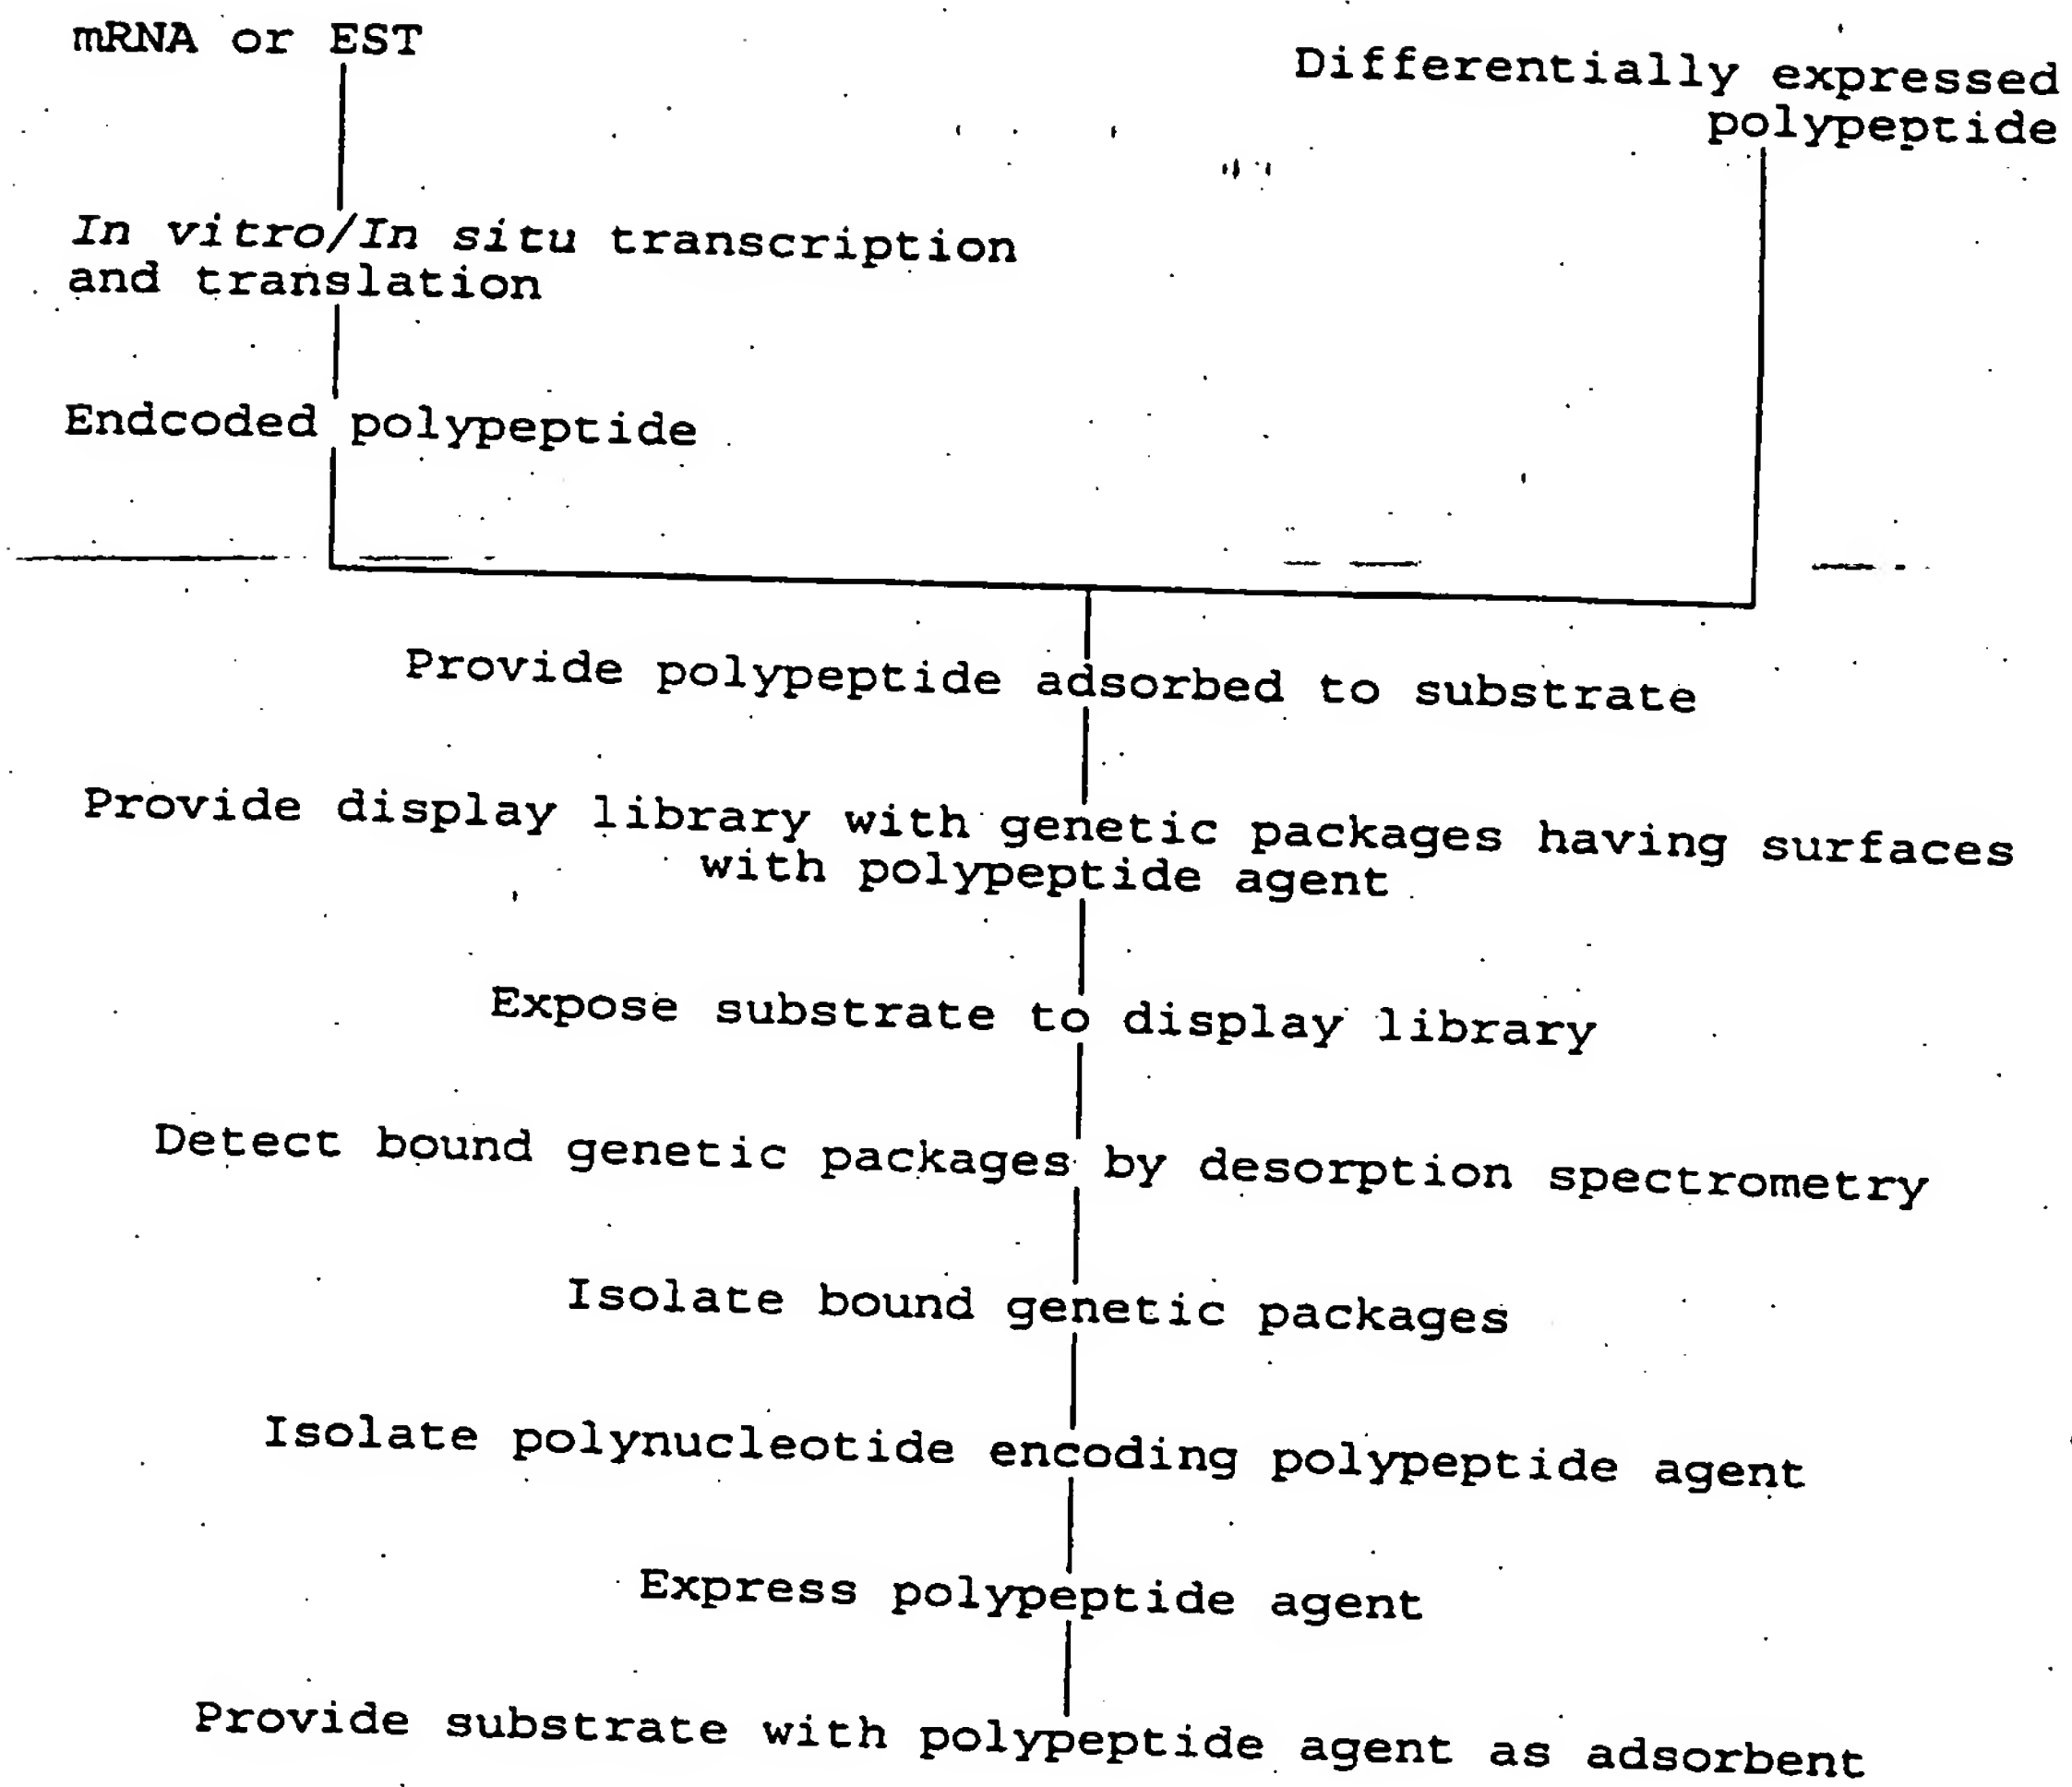 mRNA or EST
Differentially expressed
polypeptide
In vitro/In situ transcription
and translation
Endcoded polypeptide
Provide polypeptide adsorbed to substrate
Provide display library with genetic packages having surfaces
with polypeptide agent
Expose substrate to display library
Detect bound genetic packages by desorption spectrometry
Isolate bound genetic packages
Isolate polynucleotide encoding polypeptide agent
Express polypeptide agent
Provide substrate with polypeptide agent as adsorbent